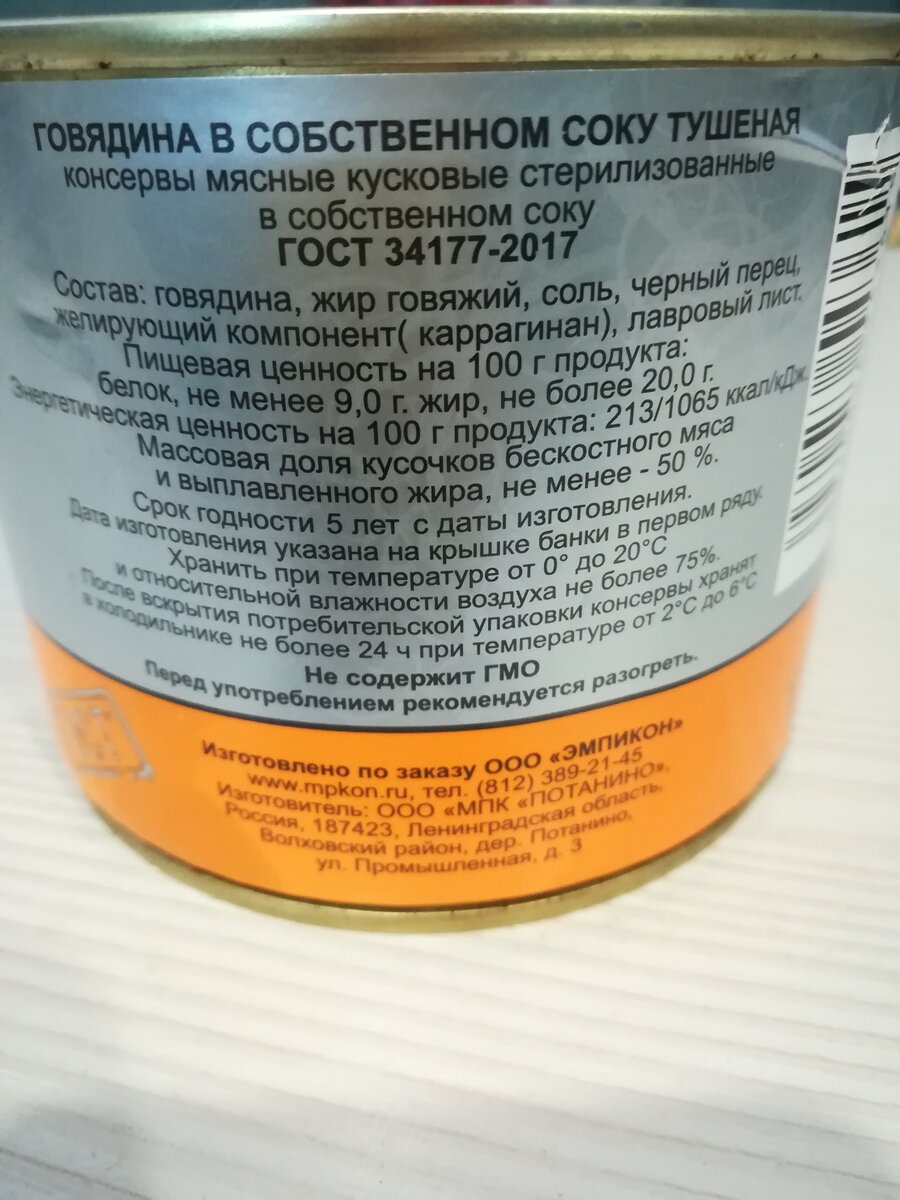 ГОВЯДИНА В СОБСТВЕННОМ СОКУ ТУШЕНАЯ
консервы мясные кусковые стерилизованные
в собственном соку
ГОСТ 34177-2017
Состав: говядина, жир говяжий, соль, черный перец,
желирующий компонент( каррагинан), лавровый лист.
Пищевая ценность на 100 г продукта:
белок, не менее 9,0 г. жир, не более 20,0 г.
Энергетическая ценность на 100 г продукта: 213/1065 ккал/кДж.
Массовая доля кусочков бескостного мяса
и выплавленного жира, не менее - 50 %.
Срок годности 5 лет с даты изготовления.
Дата изготовления указана на крышке банки в первом ряду.
Хранить при температуре от 0° до 20°С
и относительной влажности воздуха не более 75%.
После вскрытия потребительской упаковки консервы хранят
в холодильнике не более 24 ч при температуре от 2°С до 6°С
Не содержит ГМО
Перед употреблением рекомендуется разогреть.
Изготовлено по заказу ООО «ЭМПИКОН»
www.mpkon.ru, тел. (812) 389-21-45
Изготовитель: ООО «МПК «ПОТАНИНО»,
Россия, 187423, Ленинградская область,
Волховский район, дер. Потанино,
ул. Промышленная, д. 3